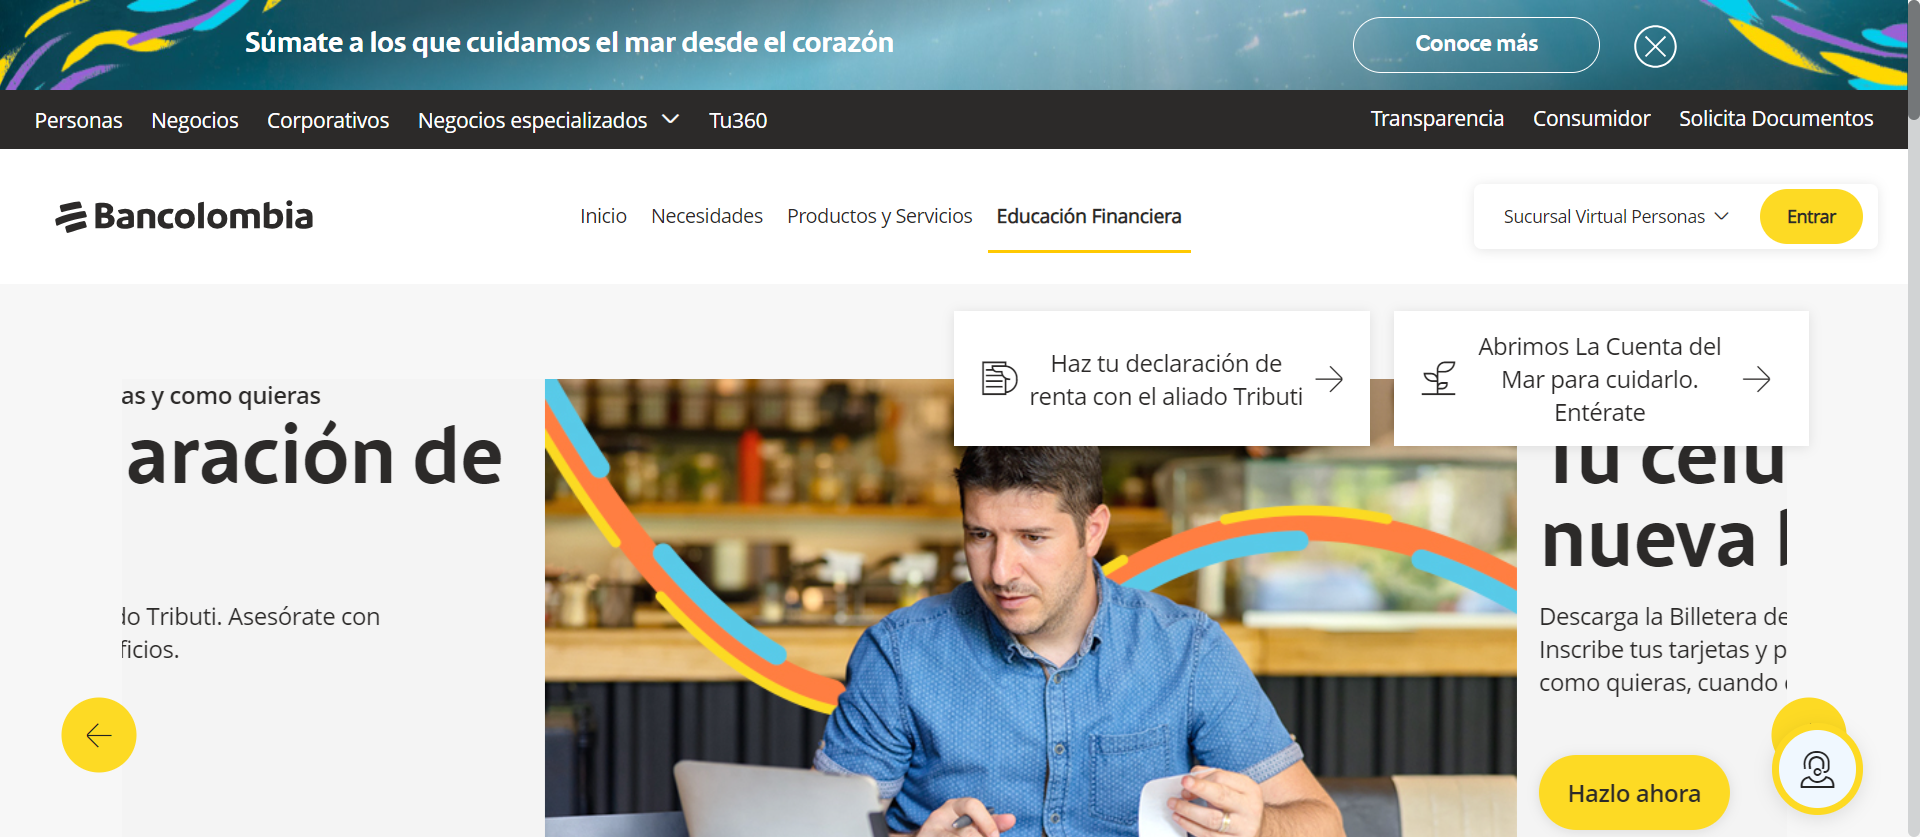 Súmate a los que cuidamos el mar desde el corazón
Conoce más
Personas Negocios Corporativos Negocios especializados Tu360
Transparencia Consumidor Solicita Documentos
Bancolombia
Inicio Necesidades Productos y Servicios Educación Financiera
Sucursal Virtual Personas Entrar
Haz tu declaración de
renta con el aliado Tributi
Abrimos La Cuenta del
Mar para cuidarlo.
Entérate
as y como quieras
aración de
do Tributi. Asesórate con
ficios.
Tu celu
nueva
Descarga la Billetera de
Inscribe tus tarjetas y p
como quieras, cuando
Hazlo ahora